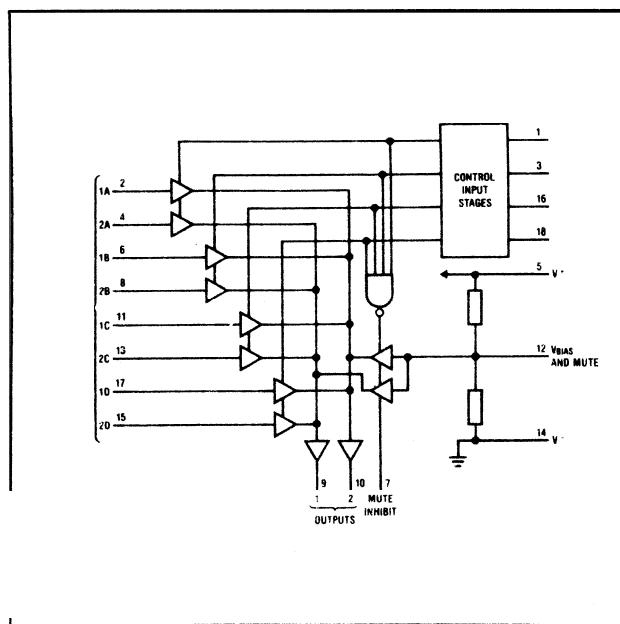 1
CONTROL INPUT STAGES
3
16
18
1A 2
2A 4
1B 6
2B 8
1C 11
2C 13
1D 17
2D 15
5 V+
12 VBIAS AND MUTE
14 V-
9 10 7
1 2 MUTE INHIBIT
OUTPUTS